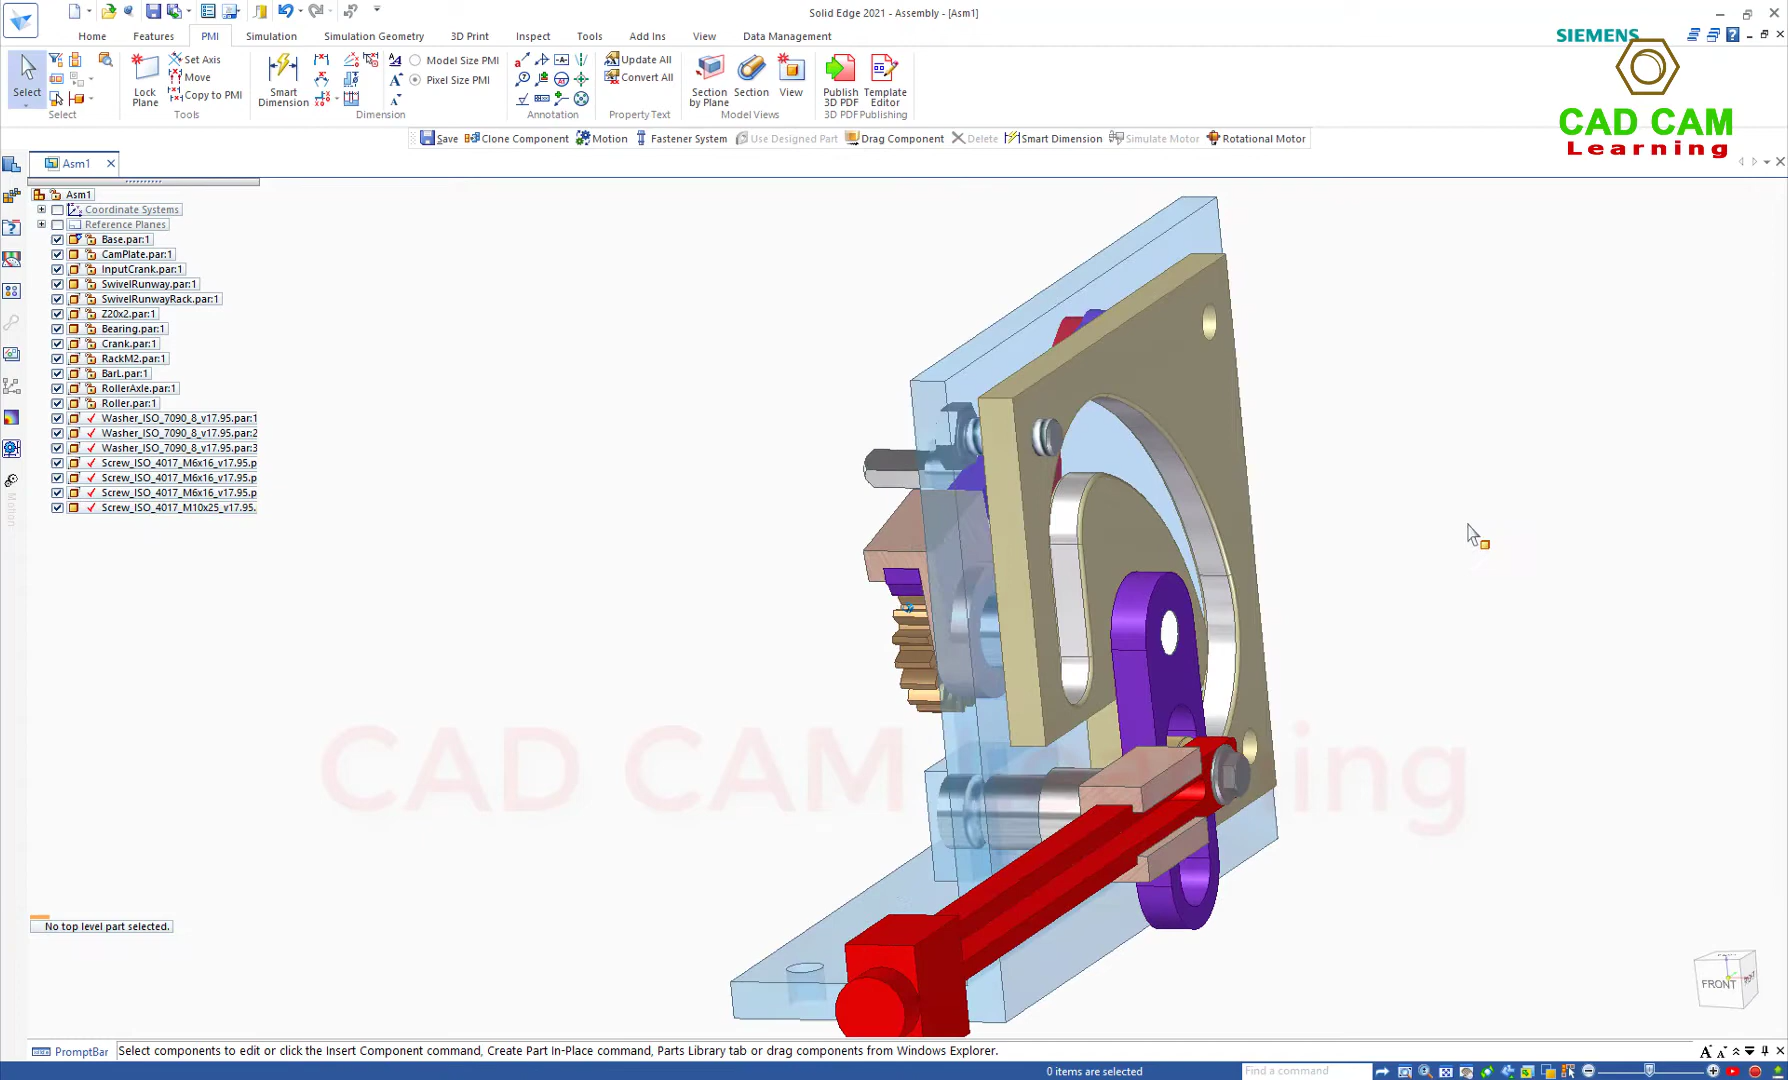 Solid Edge 2021 - Assembly - [Asm1]
Home Features PMI Simulation Simulation Geometry 3D Print Inspect Tools Add Ins View Data Management
SIEMENS
CAD CAM
Learning
Select
Select
Lock Plane
Set Axis
Move
Copy to PMI
Tools
Smart Dimension
Model Size PMI
Pixel Size PMI
Dimension
Annotation
Update All
Convert All
Property Text
Section by Plane
Section
View
Model Views
Publish 3D PDF
Template Editor
3D PDF Publishing
Save Clone Component Motion Fastener System Use Designed Part Drag Component Delete Smart Dimension Simulate Motor Rotational Motor
Asm1
Asm1
Coordinate Systems
Reference Planes
Base.par:1
CamPlate.par:1
InputCrank.par:1
SwivelRunway.par:1
SwivelRunwayRack.par:1
Z20x2.par:1
Bearing.par:1
Crank.par:1
RackM2.par:1
BarL.par:1
RollerAxle.par:1
Roller.par:1
Washer_ISO_7090_8_v17.95.par:1
Washer_ISO_7090_8_v17.95.par:2
Washer_ISO_7090_8_v17.95.par:3
Screw_ISO_4017_M6x16_v17.95.p
Screw_ISO_4017_M6x16_v17.95.p
Screw_ISO_4017_M6x16_v17.95.p
Screw_ISO_4017_M10x25_v17.95.
Motion
CAD CAM Learning
No top level part selected.
FRONT
PromptBar Select components to edit or click the Insert Component command, Create Part In-Place command, Parts Library tab or drag components from Windows Explorer.
0 items are selected
Find a command